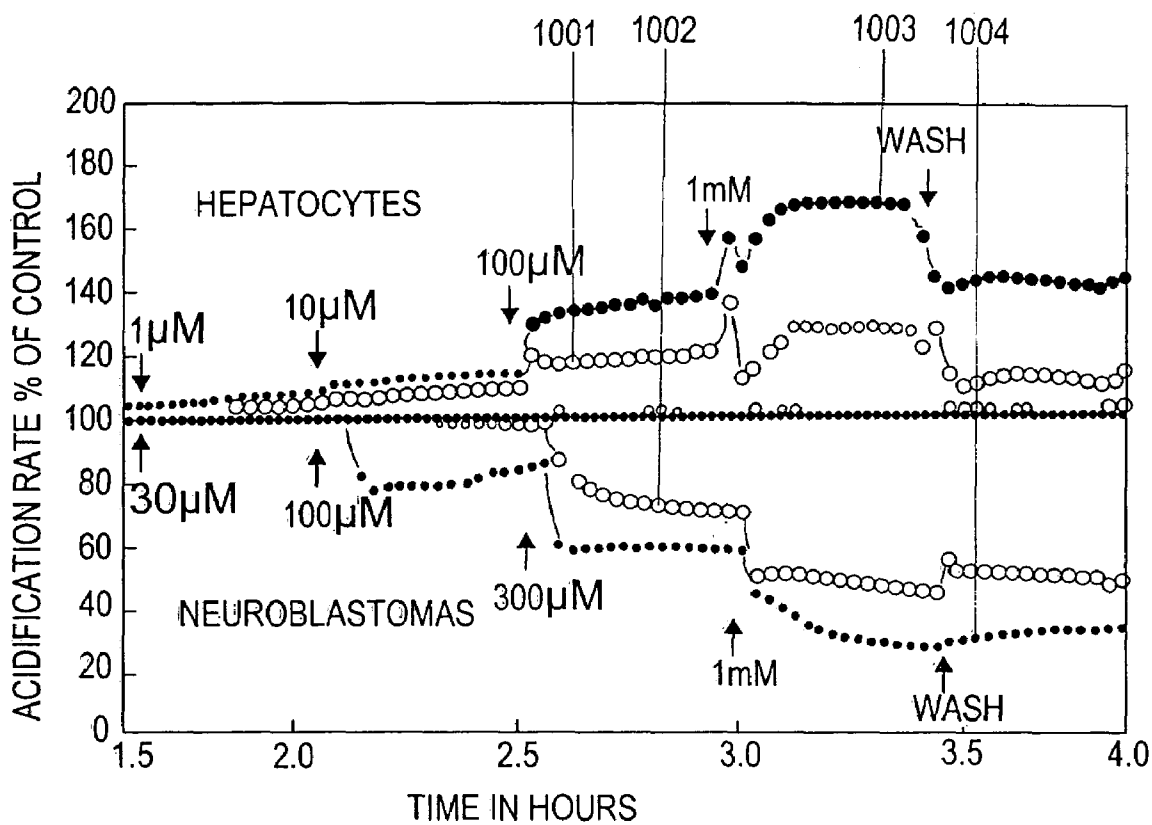 1001 1002 1003 1004
200
180
160
140
120
100
80
60
40
20
0
ACIDIFICATION RATE % OF CONTROL
HEPATOCYTES
WASH
1mM
100µM
10µM
1µM
30µM
100µM
300µM
NEUROBLASTOMAS
1mM
WASH
1.5 2.0 2.5 3.0 3.5 4.0
TIME IN HOURS